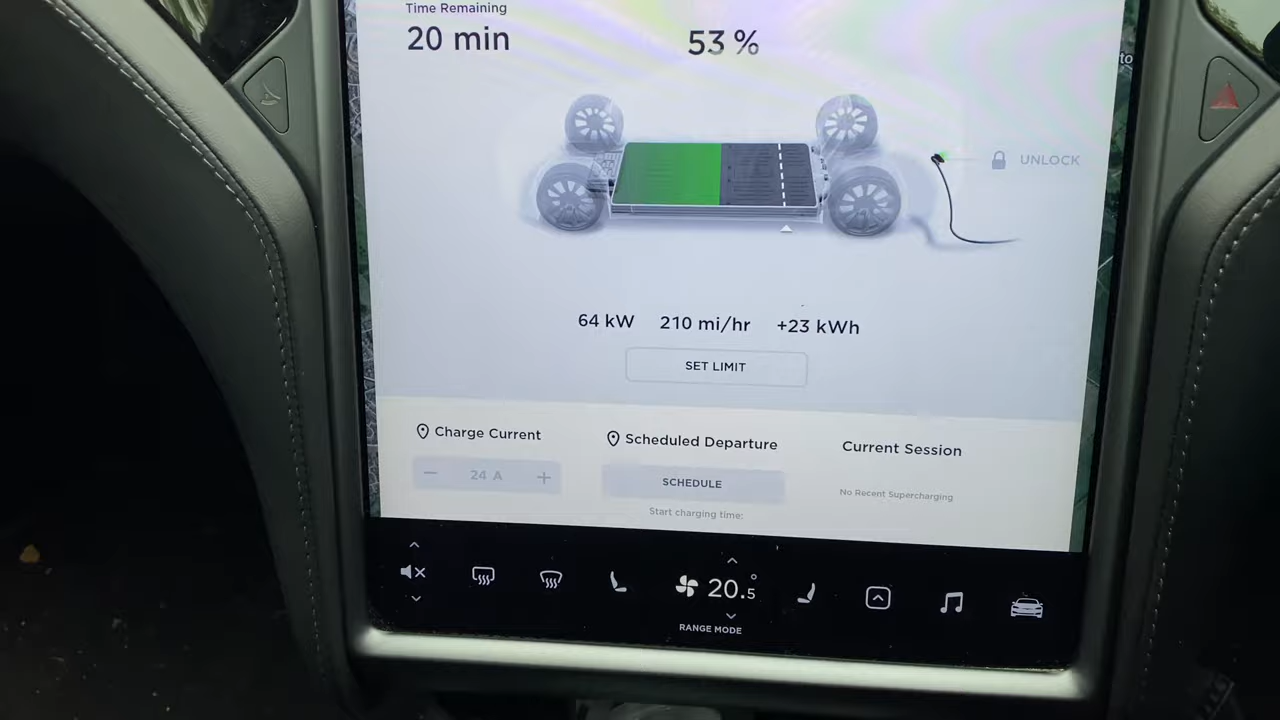 Time Remaining
20 min
53 %
to
UNLOCK
64 kW 210 mi/hr +23 kWh
SET LIMIT
Charge Current
Scheduled Departure
Current Session
− 24 A +
SCHEDULE
No Recent Supercharging
Start charging time:
20.5°
RANGE MODE